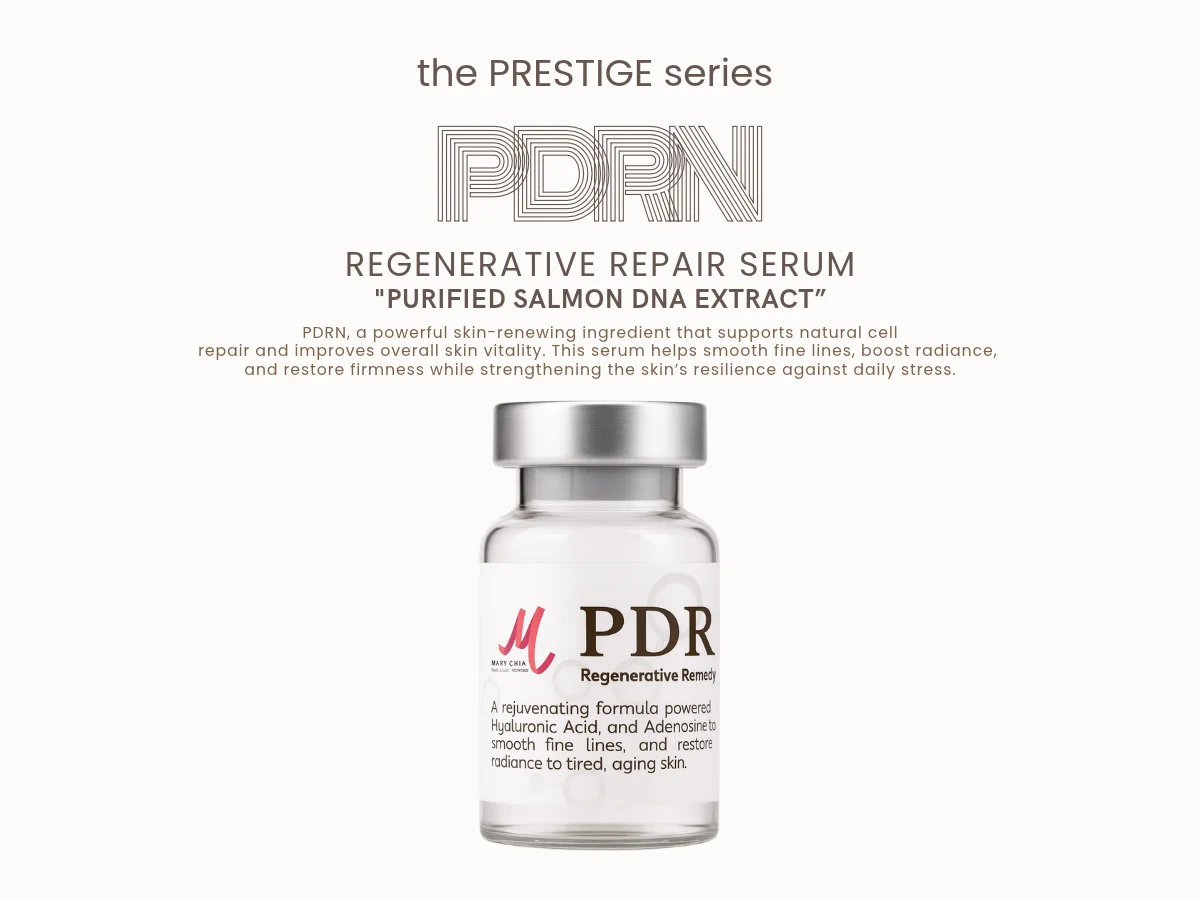 the PRESTIGE series
PDRN
REGENERATIVE REPAIR SERUM
"PURIFIED SALMON DNA EXTRACT”
PDRN, a powerful skin-renewing ingredient that supports natural cell
repair and improves overall skin vitality. This serum helps smooth fine lines, boost radiance,
and restore firmness while strengthening the skin’s resilience against daily stress.
M
MARY CHIA
PDR
Regenerative Remedy
A rejuvenating formula powered
Hyaluronic Acid, and Adenosine to
smooth fine lines, and restore
radiance to tired, aging skin.